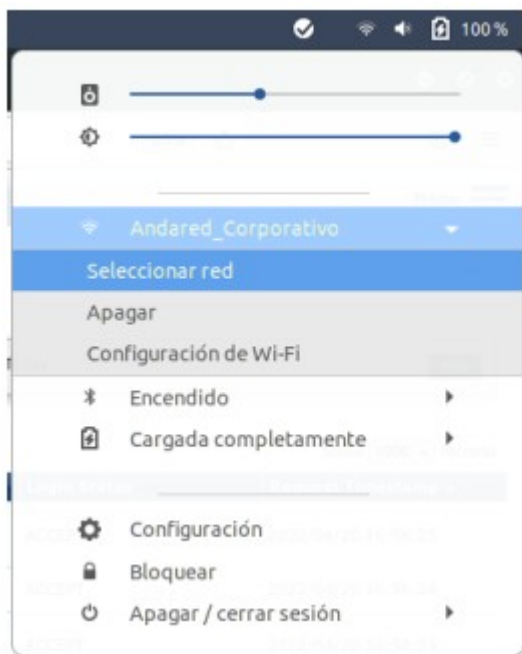 100 %
Andared_Corporativo
Seleccionar red
Apagar
Configuración de Wi-Fi
Encendido
Cargada completamente
Configuración
Bloquear
Apagar / cerrar sesión